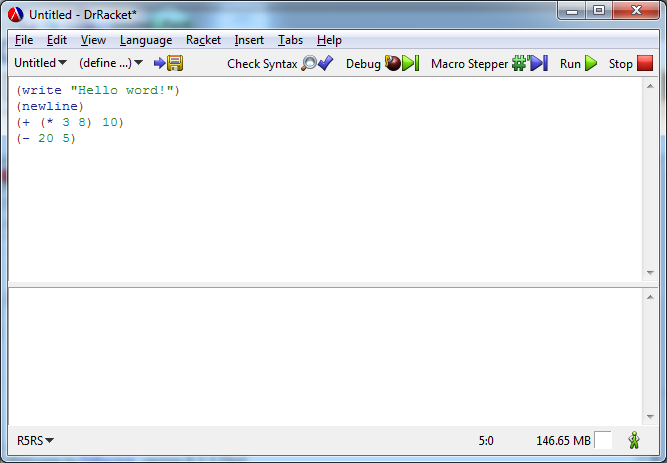 Untitled - DrRacket*
File Edit View Language Racket Insert Tabs Help
Untitled (define ...) Check Syntax Debug Macro Stepper Run Stop
(write "Hello word!")
(newline)
(+ (* 3 8) 10)
(- 20 5)
R5RS 5:0 146.65 MB